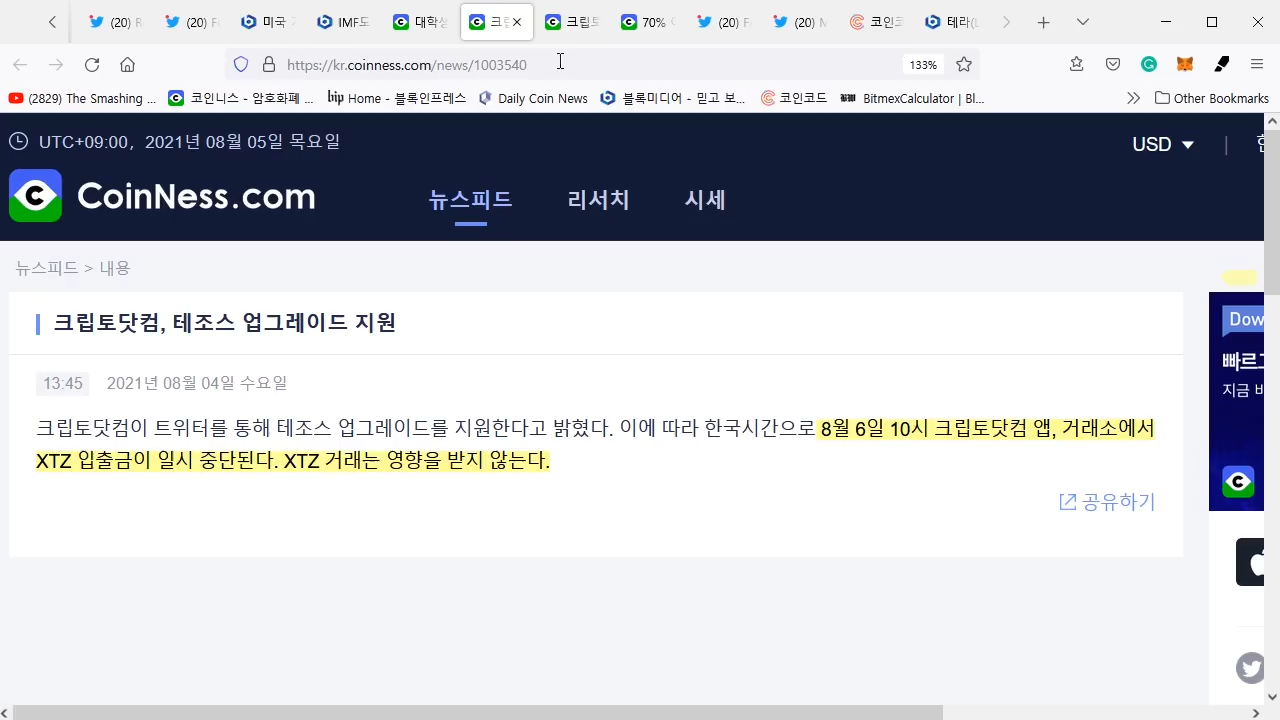 (20) (20) 미국 IMF도 대학생 크립 크립토 70% (20) (20) 코인코 테라(
https://kr.coinness.com/news/1003540
133%
(2829) The Smashing ... 코인니스 - 암호화폐 ... bip Home - 블록인프레스 Daily Coin News 블록미디어 - 믿고 보... 코인코드 BitmexCalculator | Bl... Other Bookmarks
UTC+09:00, 2021년 08월 05일 목요일
USD
CoinNess.com
뉴스피드 리서치 시세
뉴스피드 > 내용
크립토닷컴, 테조스 업그레이드 지원
Dow
13:45 2021년 08월 04일 수요일
빠르
지금
크립토닷컴이 트위터를 통해 테조스 업그레이드를 지원한다고 밝혔다. 이에 따라 한국시간으로 8월 6일 10시 크립토닷컴 앱, 거래소에서
XTZ 입출금이 일시 중단된다. XTZ 거래는 영향을 받지 않는다.
공유하기